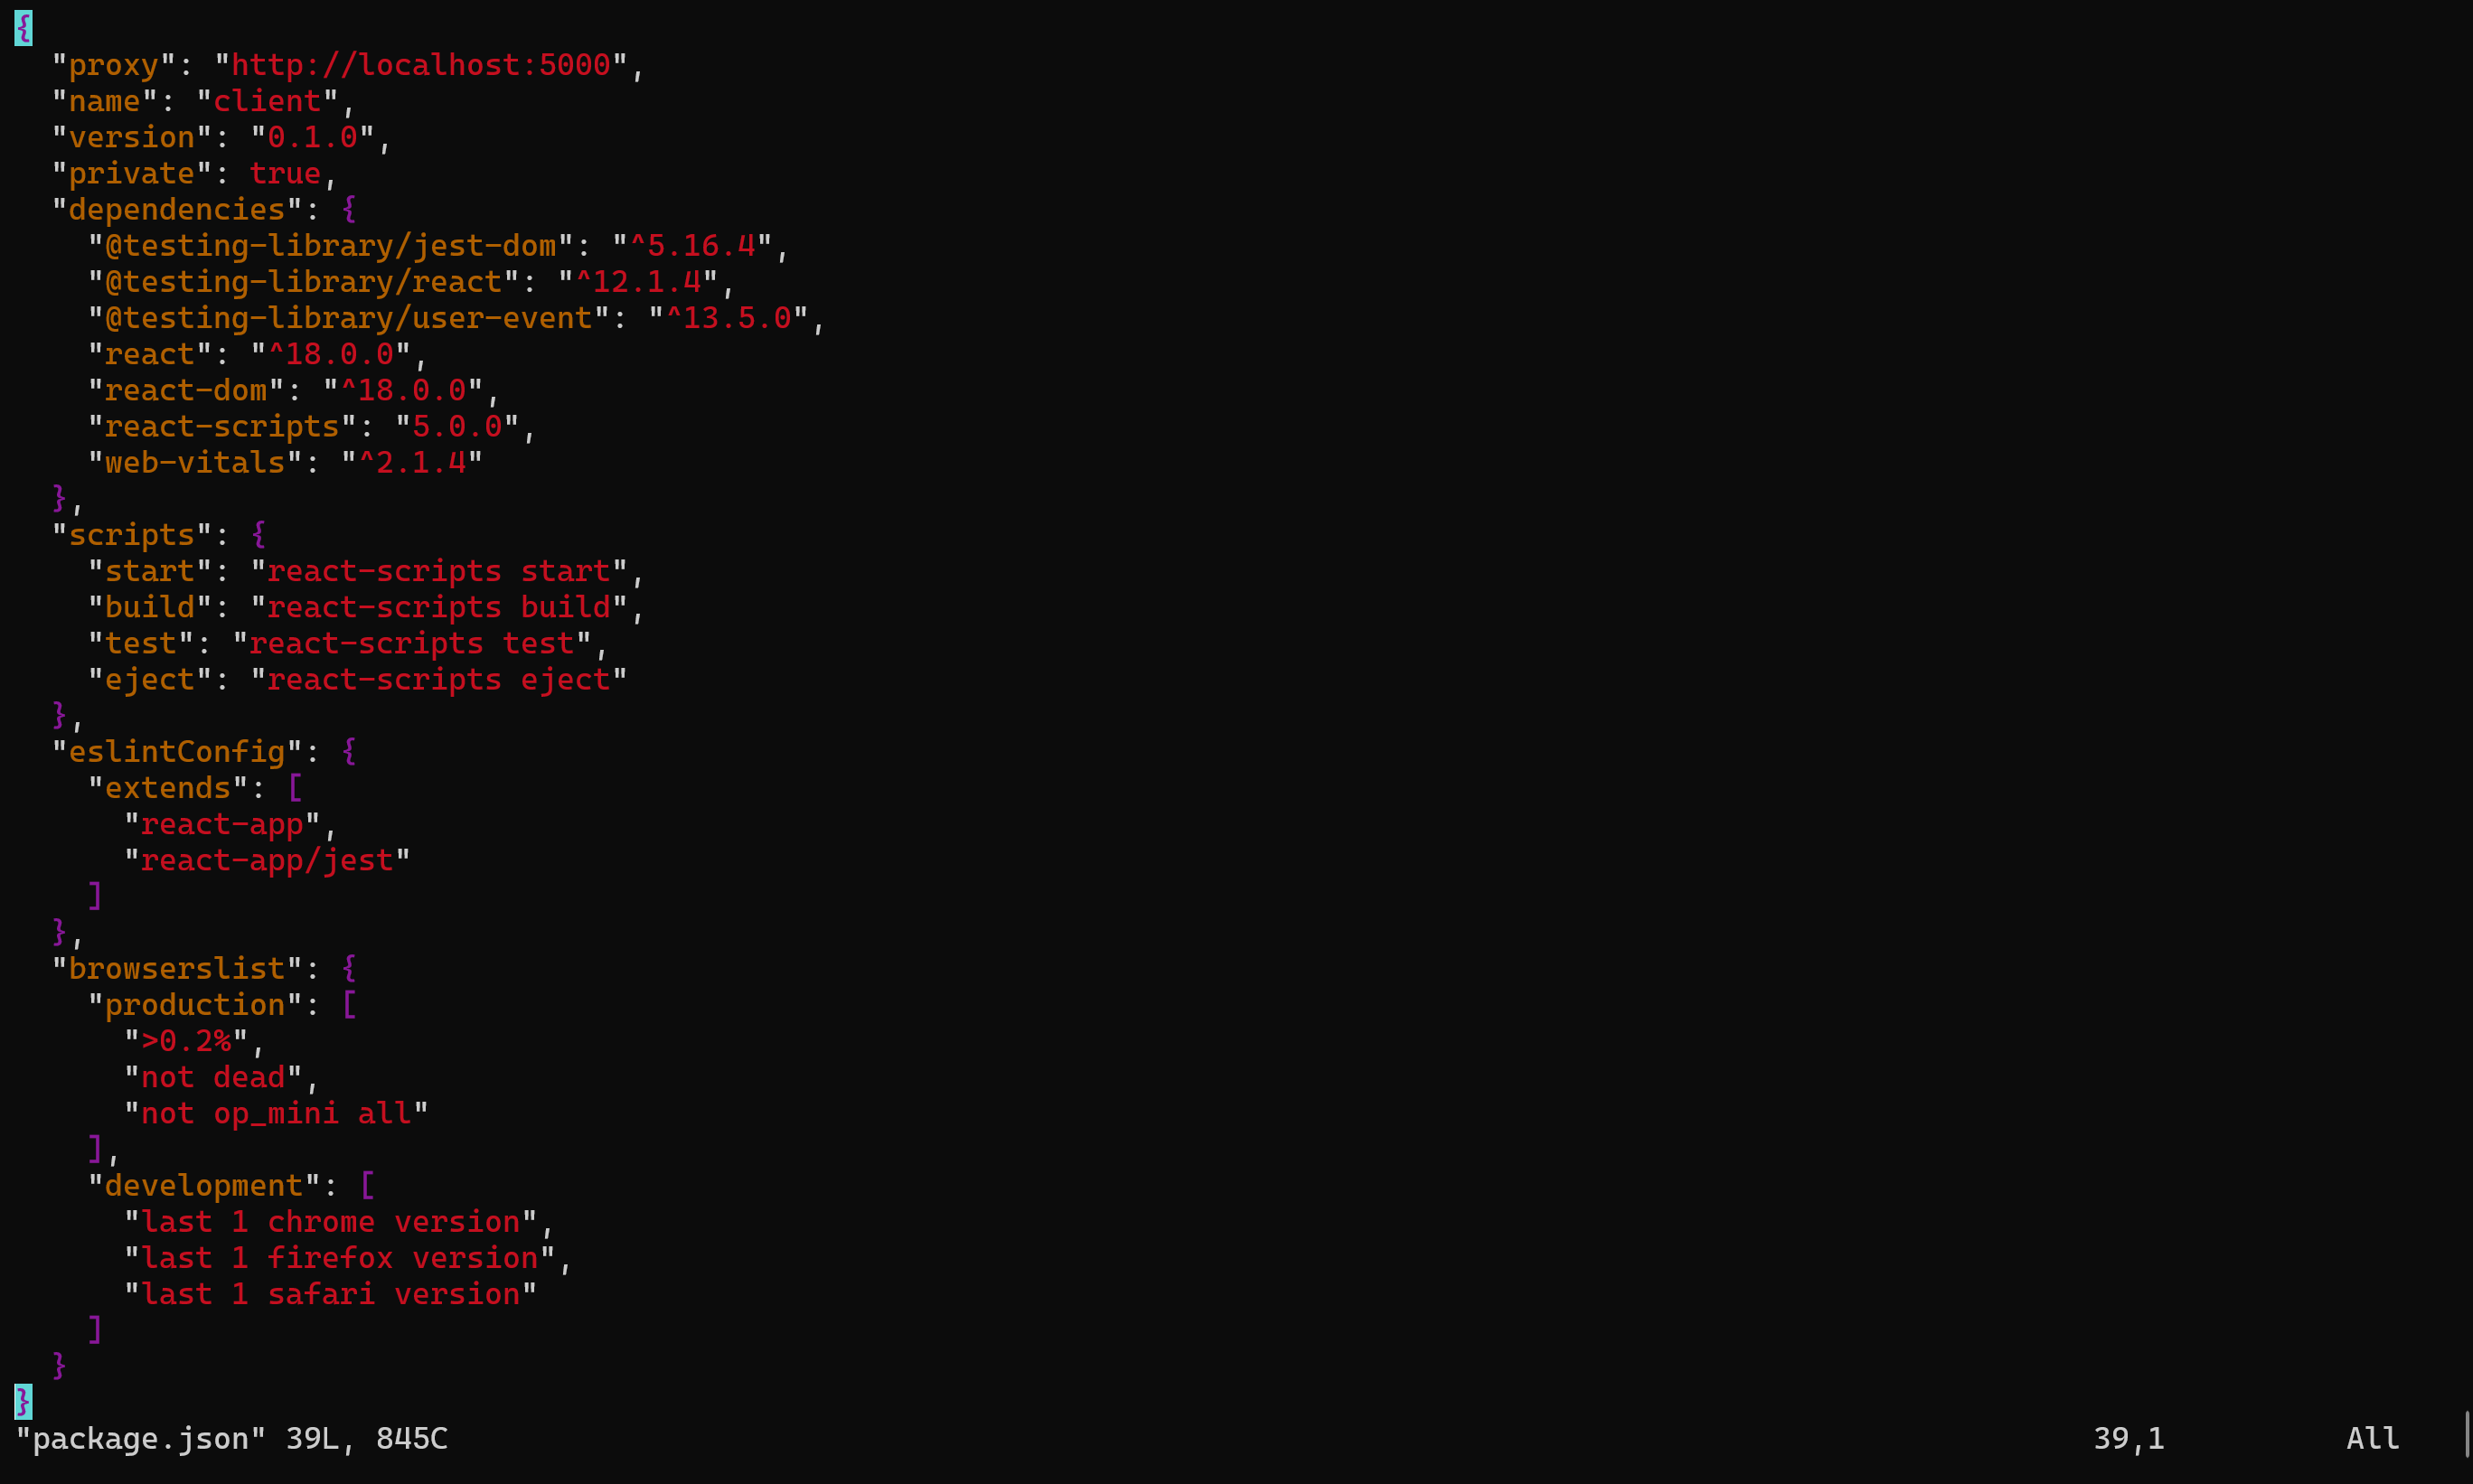 {
  "proxy": "http://localhost:5000",
  "name": "client",
  "version": "0.1.0",
  "private": true,
  "dependencies": {
    "@testing-library/jest-dom": "^5.16.4",
    "@testing-library/react": "^12.1.4",
    "@testing-library/user-event": "^13.5.0",
    "react": "^18.0.0",
    "react-dom": "^18.0.0",
    "react-scripts": "5.0.0",
    "web-vitals": "^2.1.4"
  },
  "scripts": {
    "start": "react-scripts start",
    "build": "react-scripts build",
    "test": "react-scripts test",
    "eject": "react-scripts eject"
  },
  "eslintConfig": {
    "extends": [
      "react-app",
      "react-app/jest"
    ]
  },
  "browserslist": {
    "production": [
      ">0.2%",
      "not dead",
      "not op_mini all"
    ],
    "development": [
      "last 1 chrome version",
      "last 1 firefox version",
      "last 1 safari version"
    ]
  }
}
"package.json" 39L, 845C 39,1 All